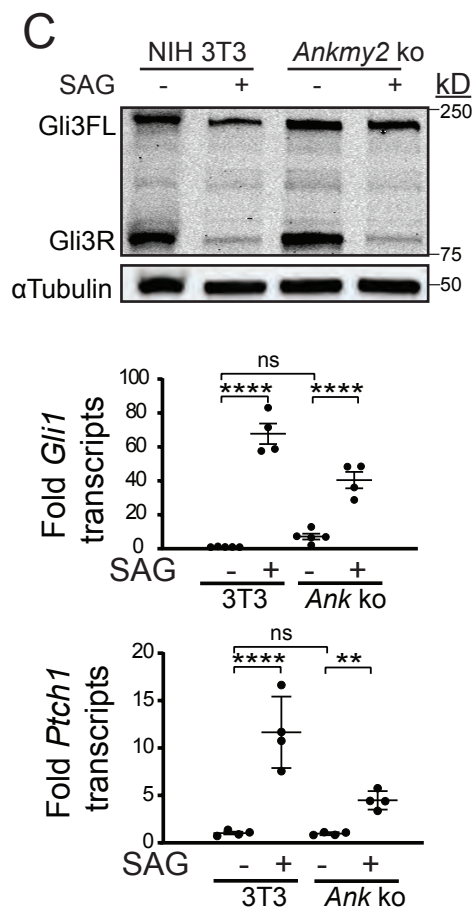 C
NIH 3T3 Ankmy2 ko
SAG - + - + kD
Gli3FL 250
Gli3R 75
αTubulin 50
ns
**** ****
Fold Gli1 transcripts
100
80
60
40
20
0
SAG - + - +
3T3 Ank ko
ns
**** **
Fold Ptch1 transcripts
20
15
10
5
0
SAG - + - +
3T3 Ank ko